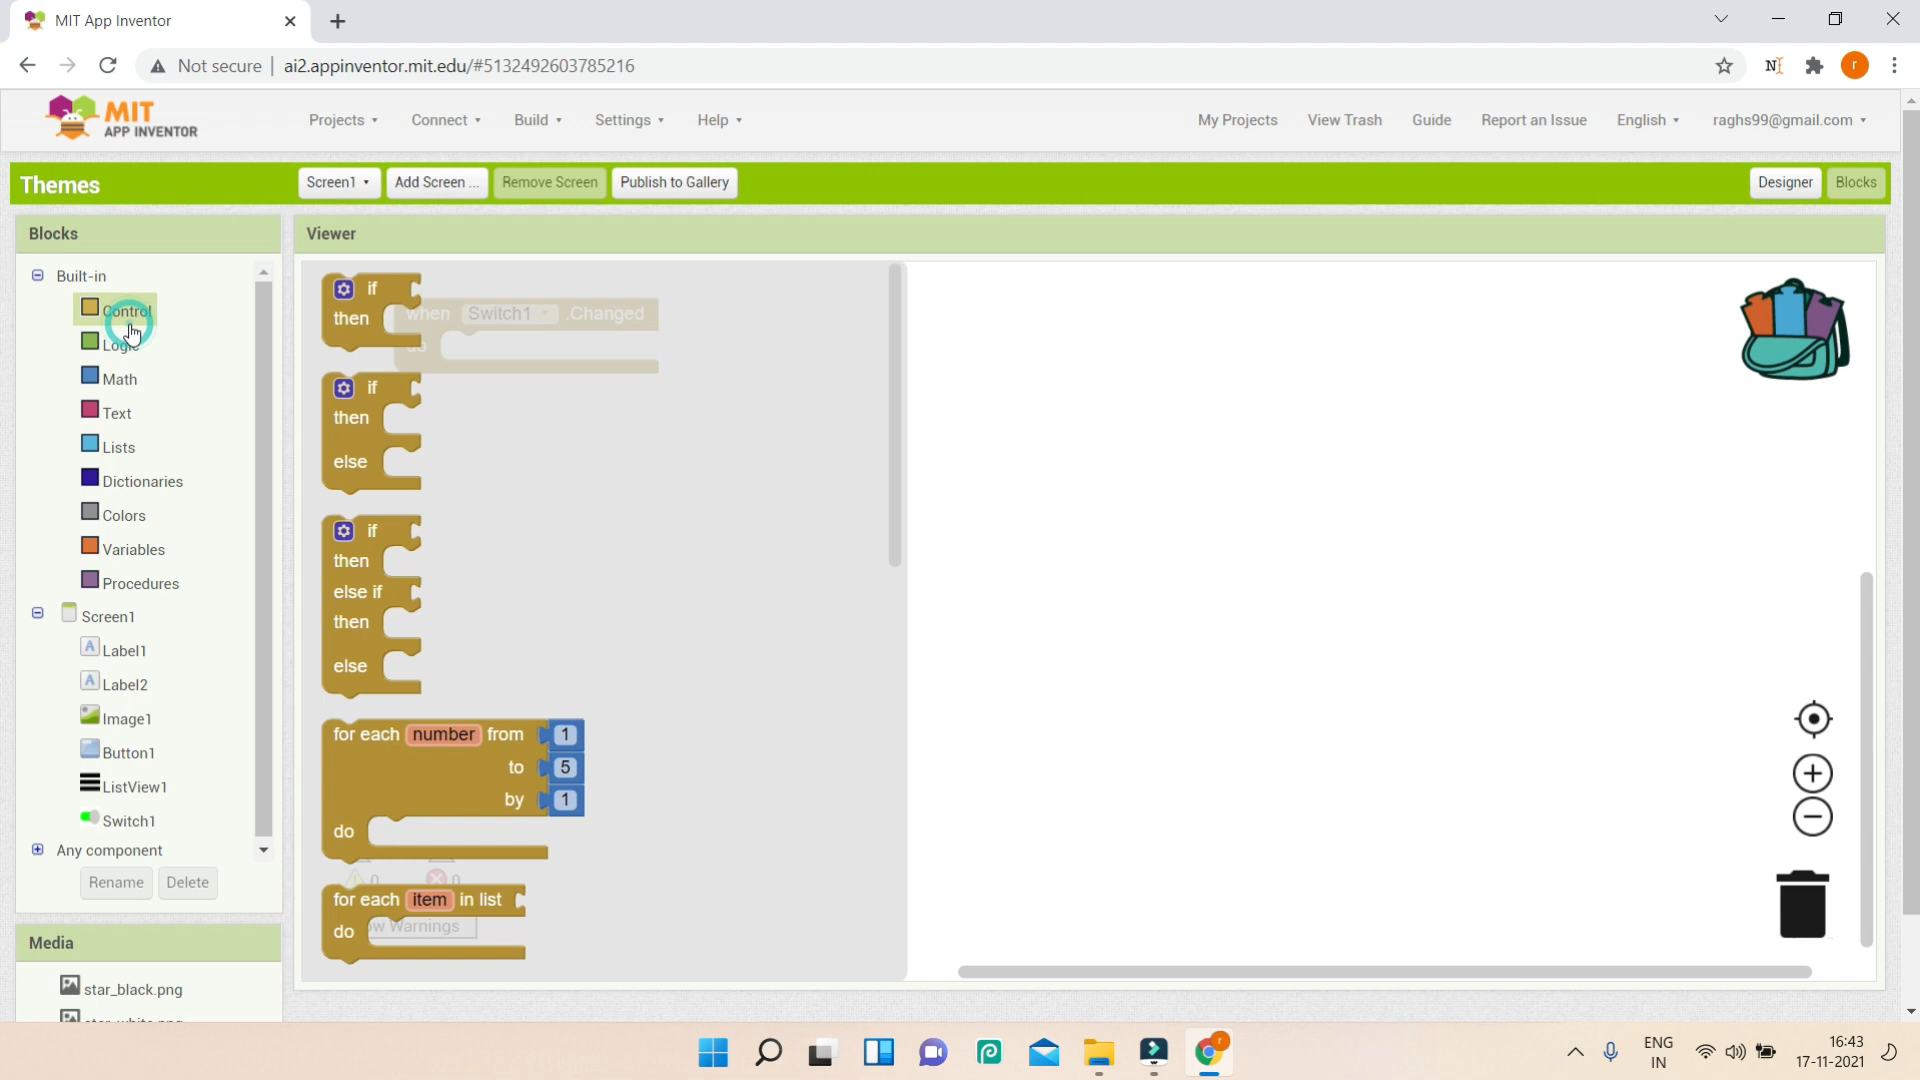 MIT App Inventor
Not secure
ai2.appinventor.mit.edu/#5132492603785216
N
r
MIT
APP INVENTOR
Projects
Connect
Build
Settings
Help
My Projects
View Trash
Guide
Report an Issue
English
raghs99@gmail.com
Themes
Screen1
Add Screen ...
Remove Screen
Publish to Gallery
Designer
Blocks
Blocks
Built-in
Control
Logic
Math
Text
Lists
Dictionaries
Colors
Variables
Procedures
Screen1
A Label1
A Label2
Image1
Button1
ListView1
Switch1
Any component
Rename
Delete
Media
star_black.png
Viewer
if
then
when Switch1 .Changed
do
if
then
else
if
then
else if
then
else
for each number from 1
to 5
by 1
do
0 0
for each item in list
do
Warnings
r
ENG
IN
16:43
17-11-2021